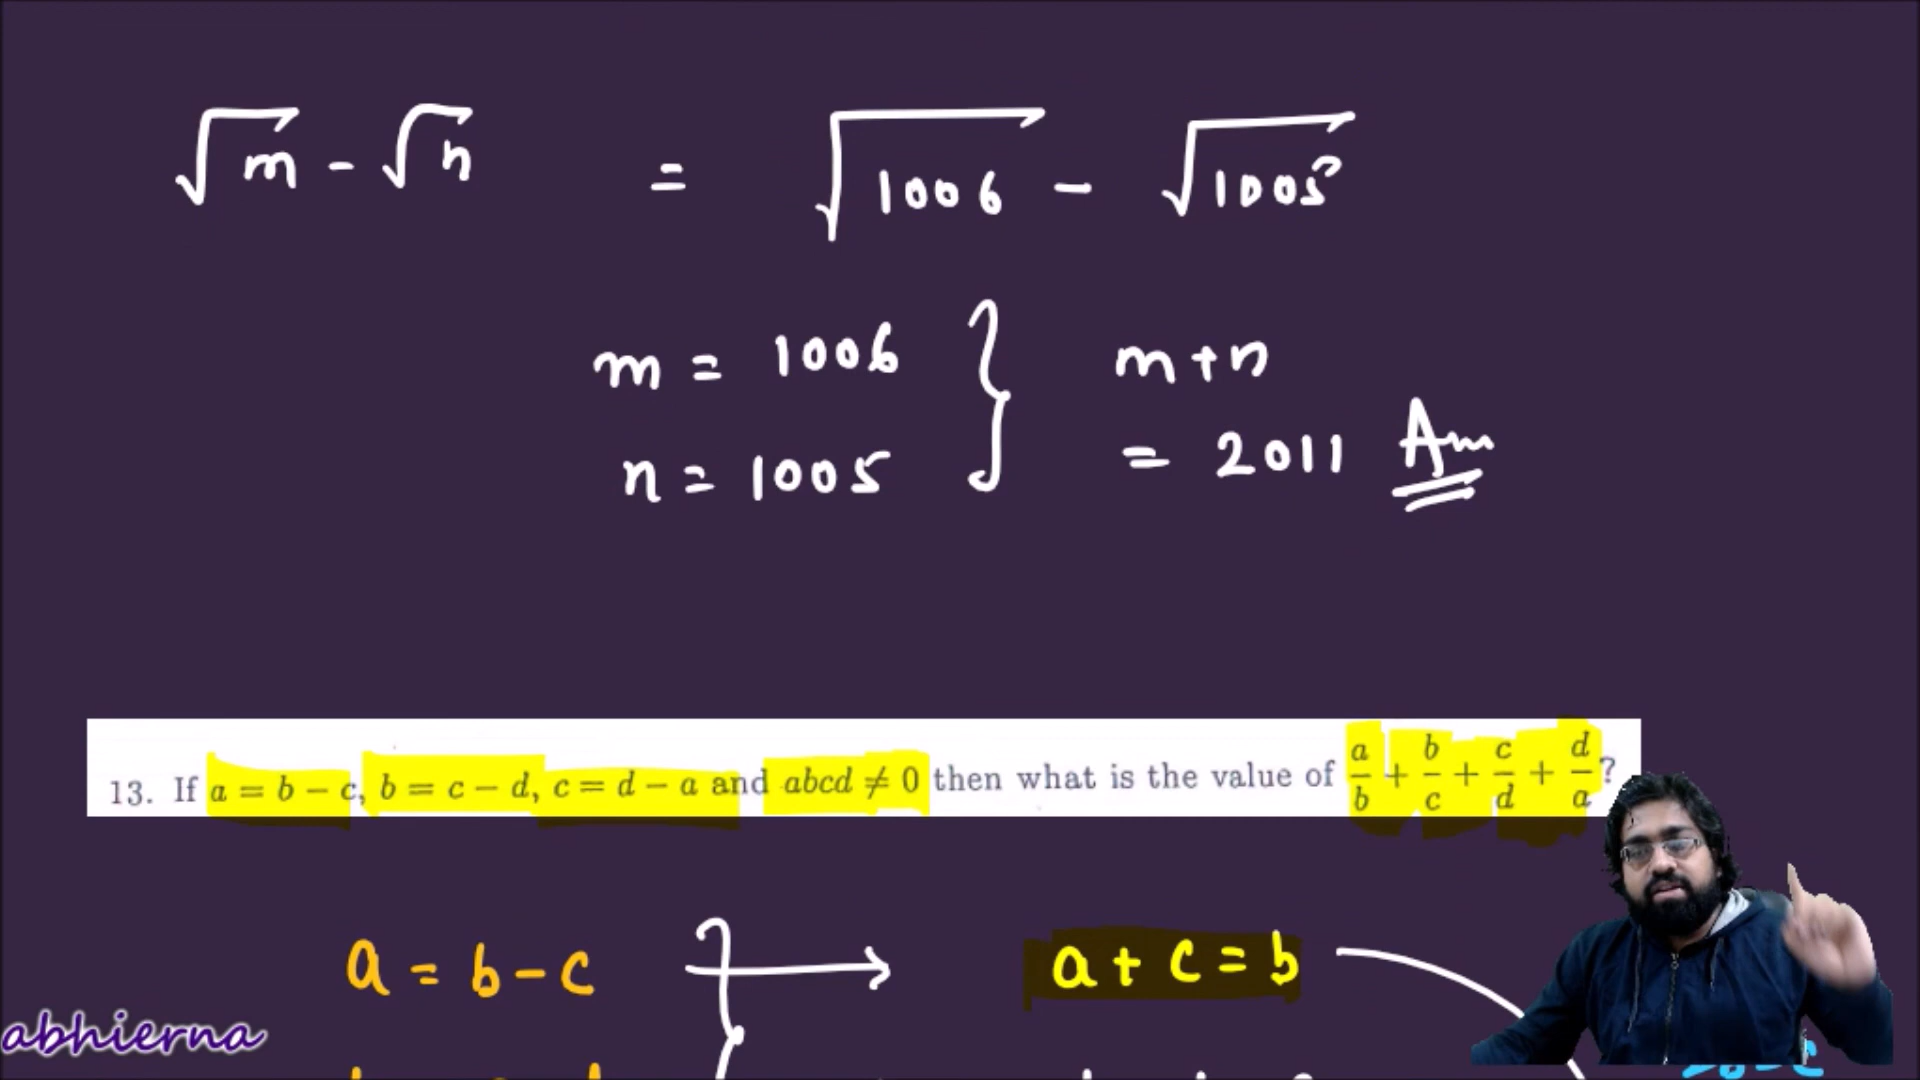 √m - √n = √1006 - √1005
m = 1006
n = 1005
m + n
= 2011 Ans
13. If a = b − c, b = c − d, c = d − a and abcd ≠ 0 then what is the value of a/b + b/c + c/d + d/a?
a = b - c
a + c = b
abhierna